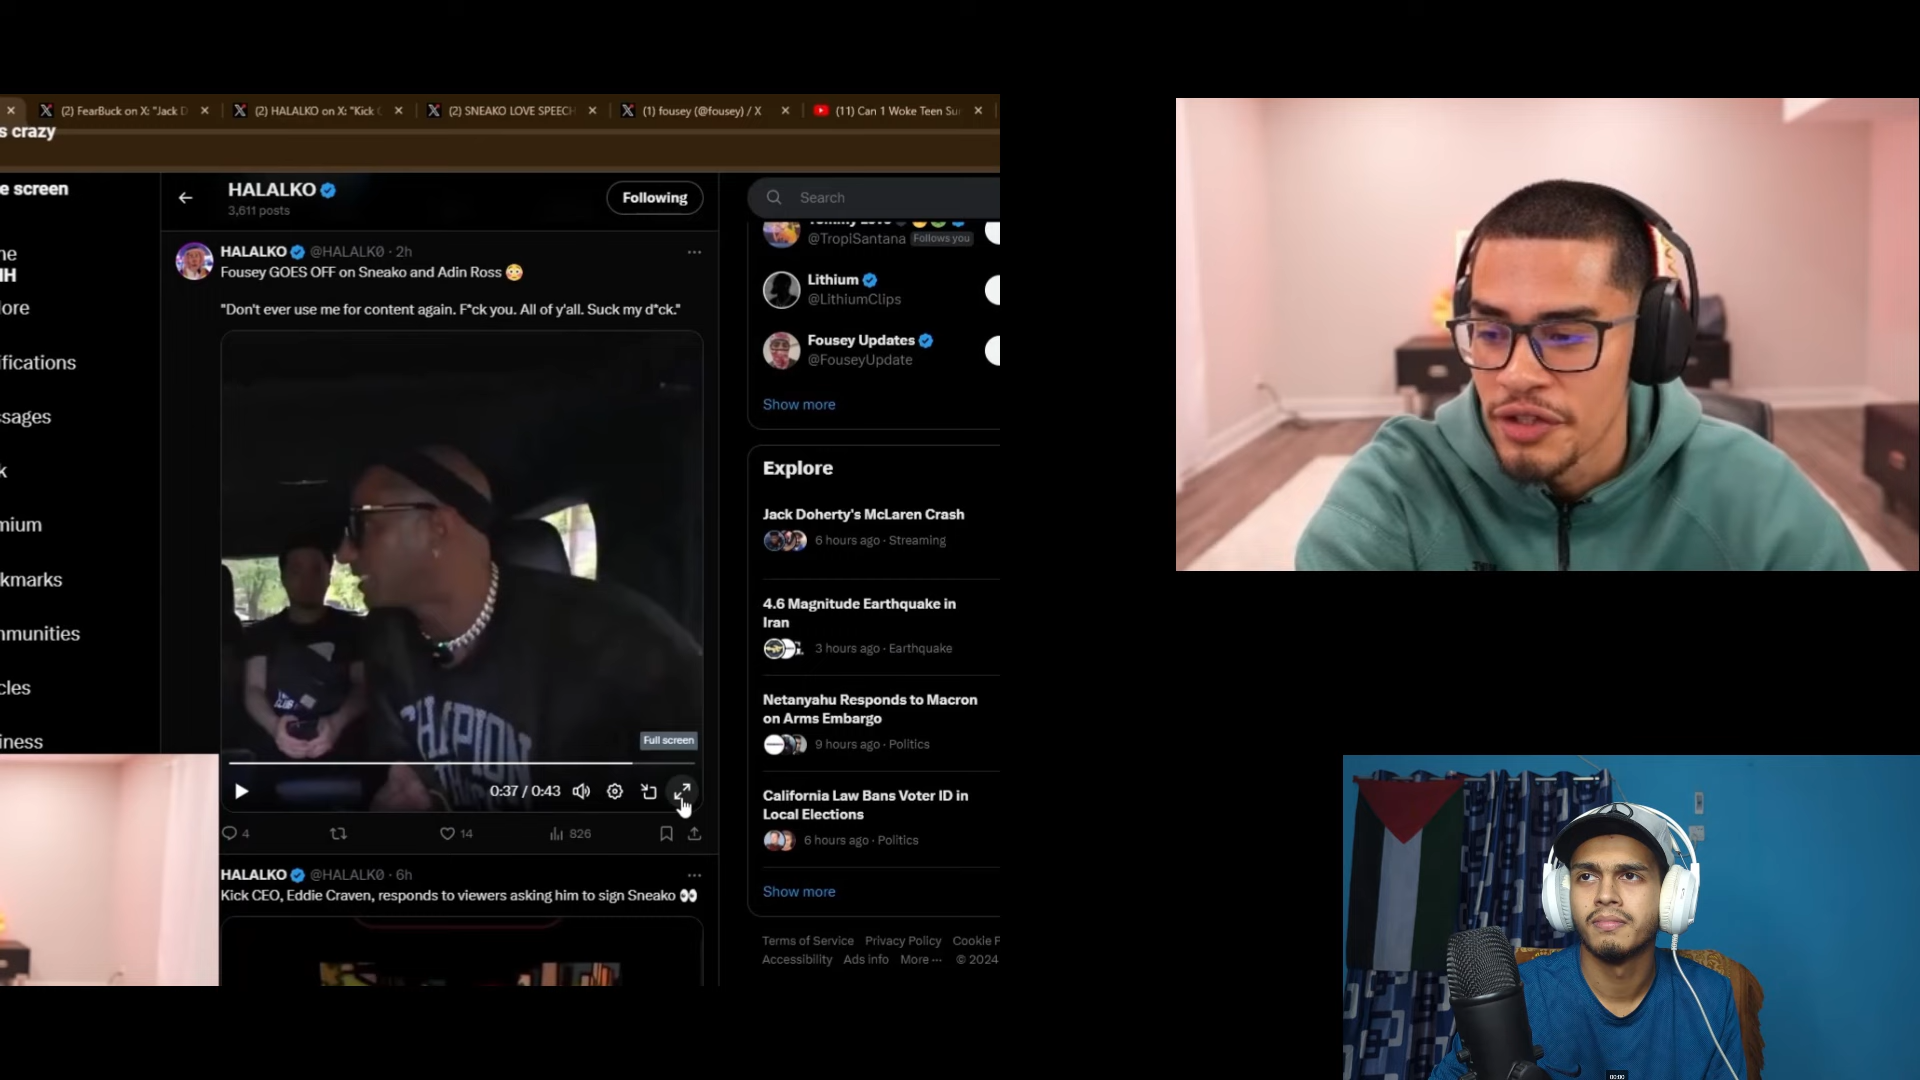 (2) FearBuck on X: "Jack D
(2) HALALKO on X: "Kick
(2) SNEAKO LOVE SPEECH
(1) fousey (@fousey) / X
(11) Can 1 Woke Teen Su
s crazy
e screen
ne
HH
ore
ifications
ssages
k
mium
kmarks
mmunities
cles
iness
HALALKO
3,611 posts
Following
HALALKO @HALALK0 · 2h
Fousey GOES OFF on Sneako and Adin Ross 😳
"Don't ever use me for content again. F*ck you. All of y'all. Suck my d*ck."
Full screen
0:37 / 0:43
4
14
826
HALALKO @HALALK0 · 6h
Kick CEO, Eddie Craven, responds to viewers asking him to sign Sneako 👀
Search
@TropiSantana Follows you
Lithium
@LithiumClips
Fousey Updates
@FouseyUpdate
Show more
Explore
Jack Doherty's McLaren Crash
6 hours ago · Streaming
4.6 Magnitude Earthquake in
Iran
3 hours ago · Earthquake
Netanyahu Responds to Macron
on Arms Embargo
9 hours ago · Politics
California Law Bans Voter ID in
Local Elections
6 hours ago · Politics
Show more
Terms of Service Privacy Policy Cookie P
Accessibility Ads info More ··· © 2024
00:00